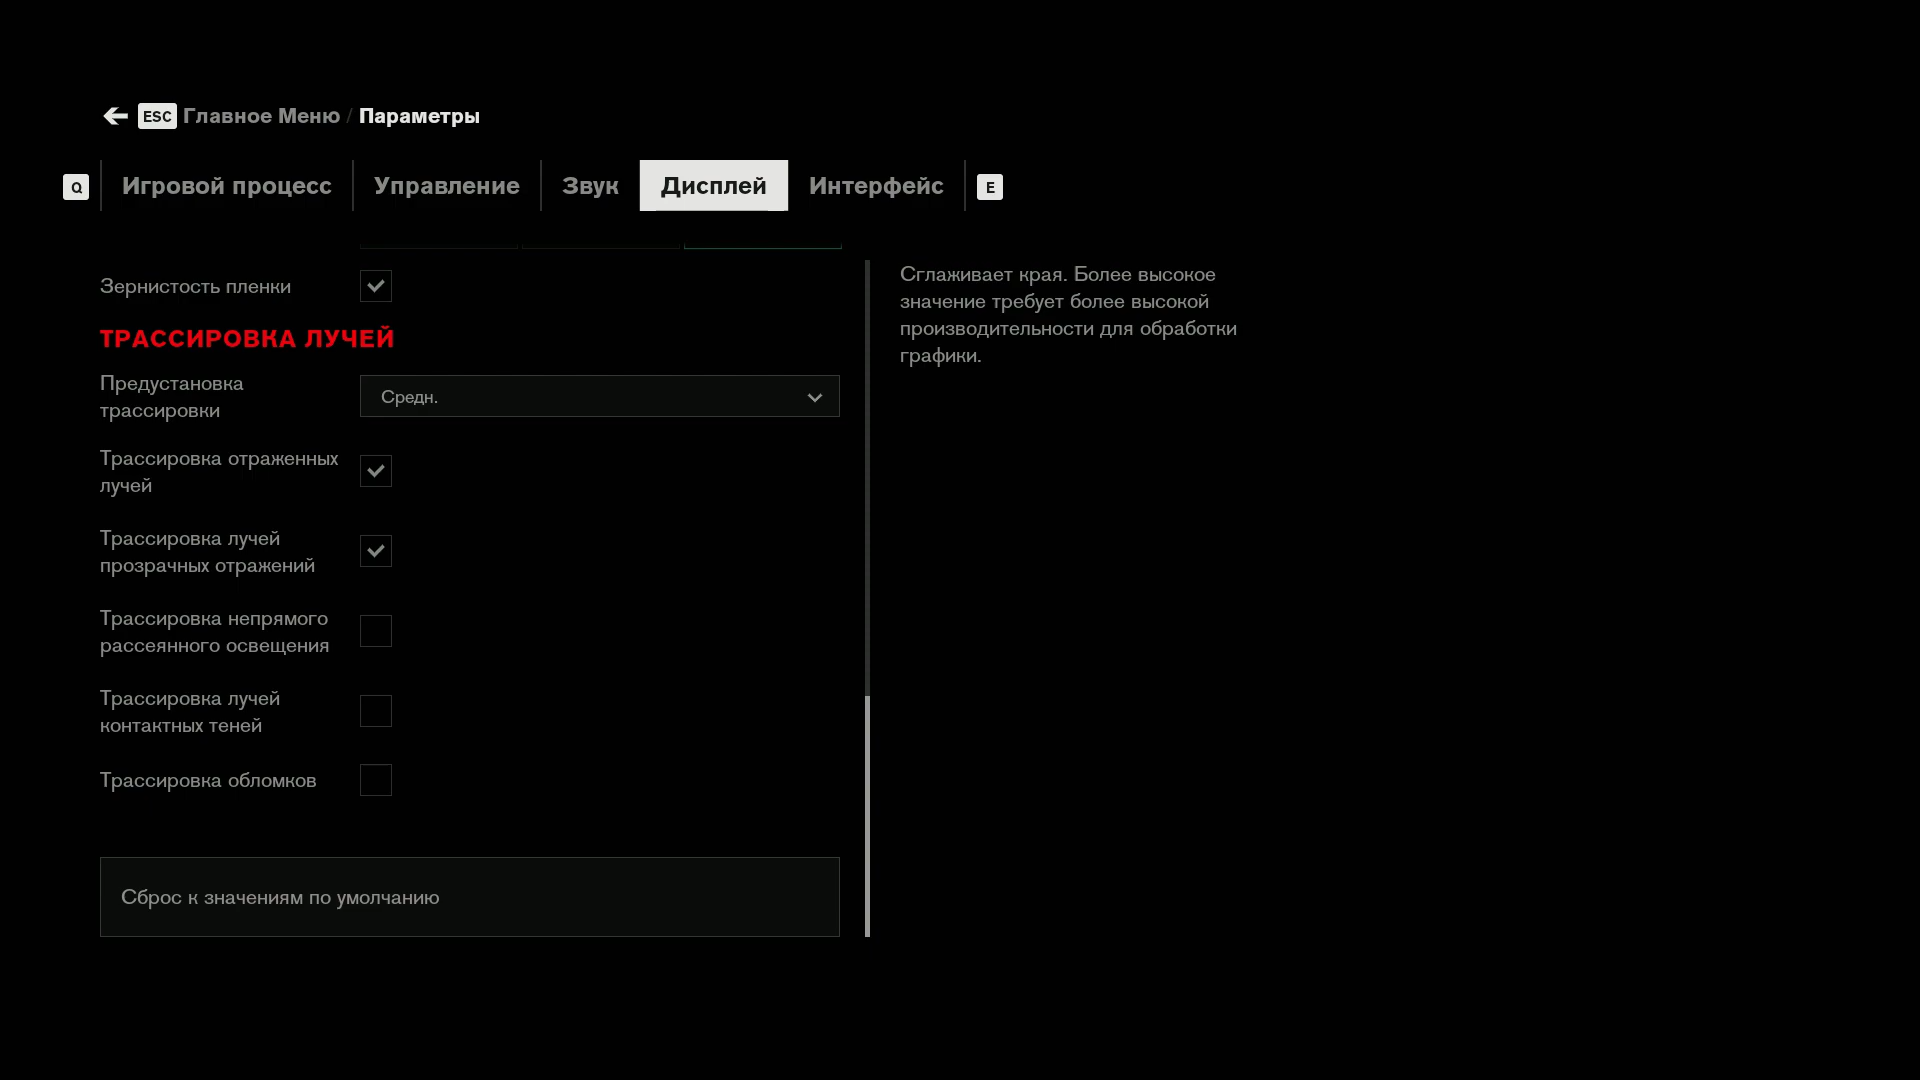 ESC Главное Меню / Параметры
Q Игровой процесс Управление Звук Дисплей Интерфейс E
Зернистость пленки
ТРАССИРОВКА ЛУЧЕЙ
Предустановка
трассировки
Средн.
Трассировка отраженных
лучей
Трассировка лучей
прозрачных отражений
Трассировка непрямого
рассеянного освещения
Трассировка лучей
контактных теней
Трассировка обломков
Сброс к значениям по умолчанию
Сглаживает края. Более высокое
значение требует более высокой
производительности для обработки
графики.